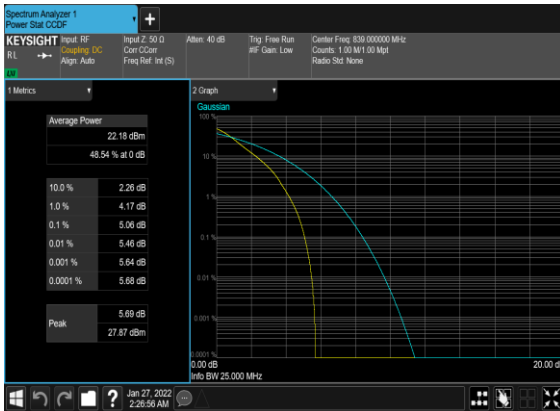 Spectrum Analyzer 1
Power Stat CCDF
KEYSIGHT
RL
LXI
Input: RF
Coupling: DC
Align: Auto
Input Z: 50 Ω
Corr CCorr
Freq Ref: Int (S)
Atten: 40 dB
Trig: Free Run
#IF Gain: Low
Center Freq: 839.000000 MHz
Counts: 1.00 M/1.00 Mpt
Radio Std: None
1 Metrics
Average Power
22.18 dBm
48.54 % at 0 dB
10.0 % 2.26 dB
1.0 % 4.17 dB
0.1 % 5.06 dB
0.01 % 5.46 dB
0.001 % 5.64 dB
0.0001 % 5.68 dB
Peak
5.69 dB
27.87 dBm
2 Graph
Gaussian
100 %
10 %
1 %
0.1 %
0.01 %
0.001 %
0.0001 %
0.00 dB
20.00 d
Info BW 25.000 MHz
?
Jan 27, 2022
2:26:56 AM